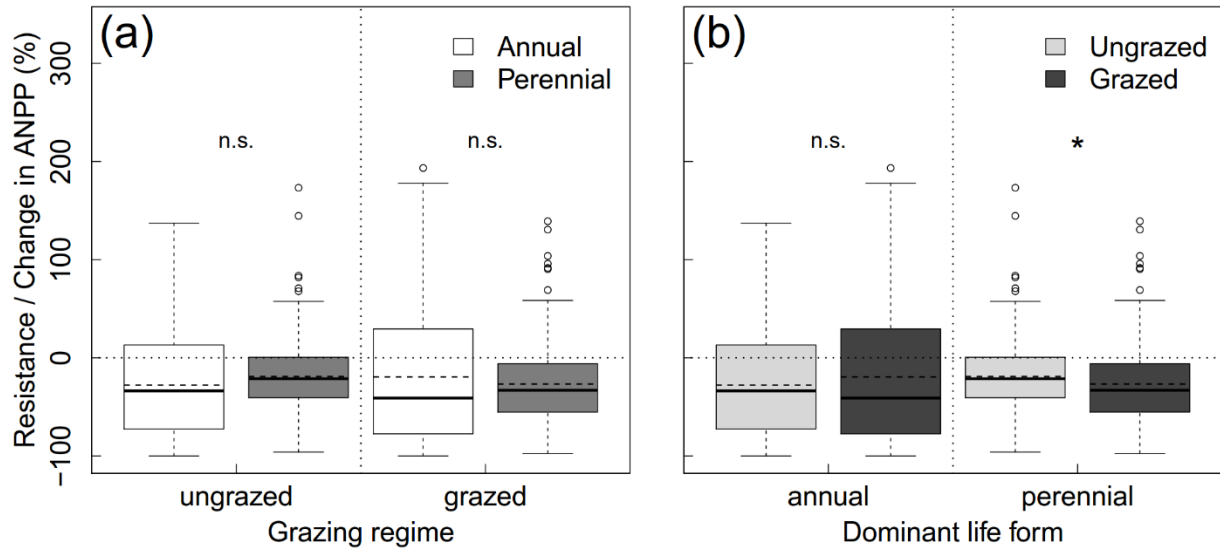 Resistance / Change in ANPP (%)
300
200
100
0
−100
(a)
Annual
Perennial
n.s.
n.s.
ungrazed
grazed
Grazing regime
(b)
Ungrazed
Grazed
n.s.
*
annual
perennial
Dominant life form